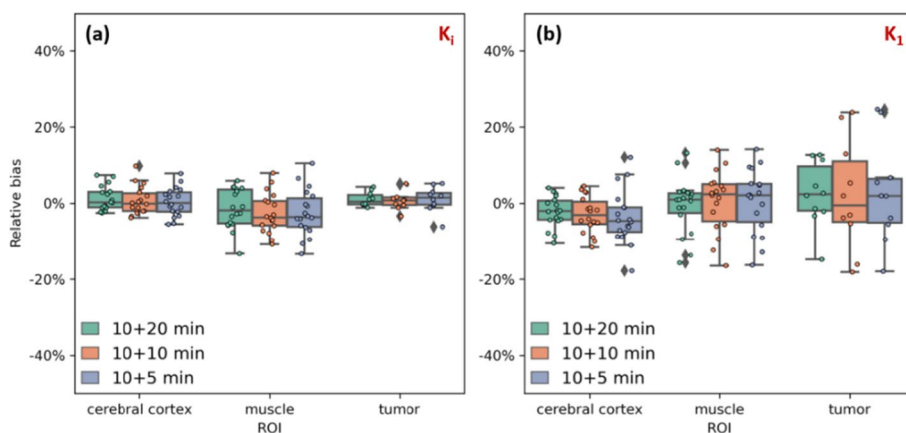 (a)
K_i
Relative bias
40%
20%
0%
-20%
-40%
10+20 min
10+10 min
10+5 min
cerebral cortex
muscle
tumor
ROI
(b)
K_1
40%
20%
0%
-20%
-40%
10+20 min
10+10 min
10+5 min
cerebral cortex
muscle
tumor
ROI